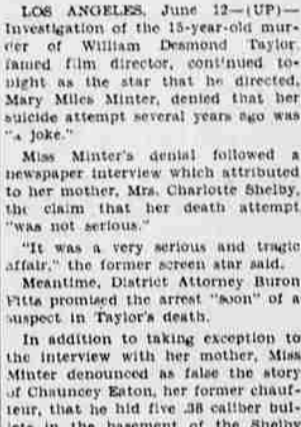 LOS ANGELES, June 12—(UP)—
Investigation of the 15-year-old mur-
der of William Desmond Taylor
famed film director, continued to-
night as the star that he directed,
Mary Miles Minter, denied that her
suicide attempt several years ago was
"a joke."
Miss Minter's denial followed a
newspaper interview which attributed
to her mother, Mrs. Charlotte Shelby,
the claim that her death attempt
"was not serious."
"It was a very serious and tragic
affair," the former screen star said.
Meantime, District Attorney Buron
Fitts promised the arrest "soon" of a
suspect in Taylor's death.
In addition to taking exception to
the interview with her mother, Miss
Minter denounced as false the story
of Chauncey Eaton, her former chauf-
feur, that he hid five .38 caliber bul-
lets in the basement of the Shelby